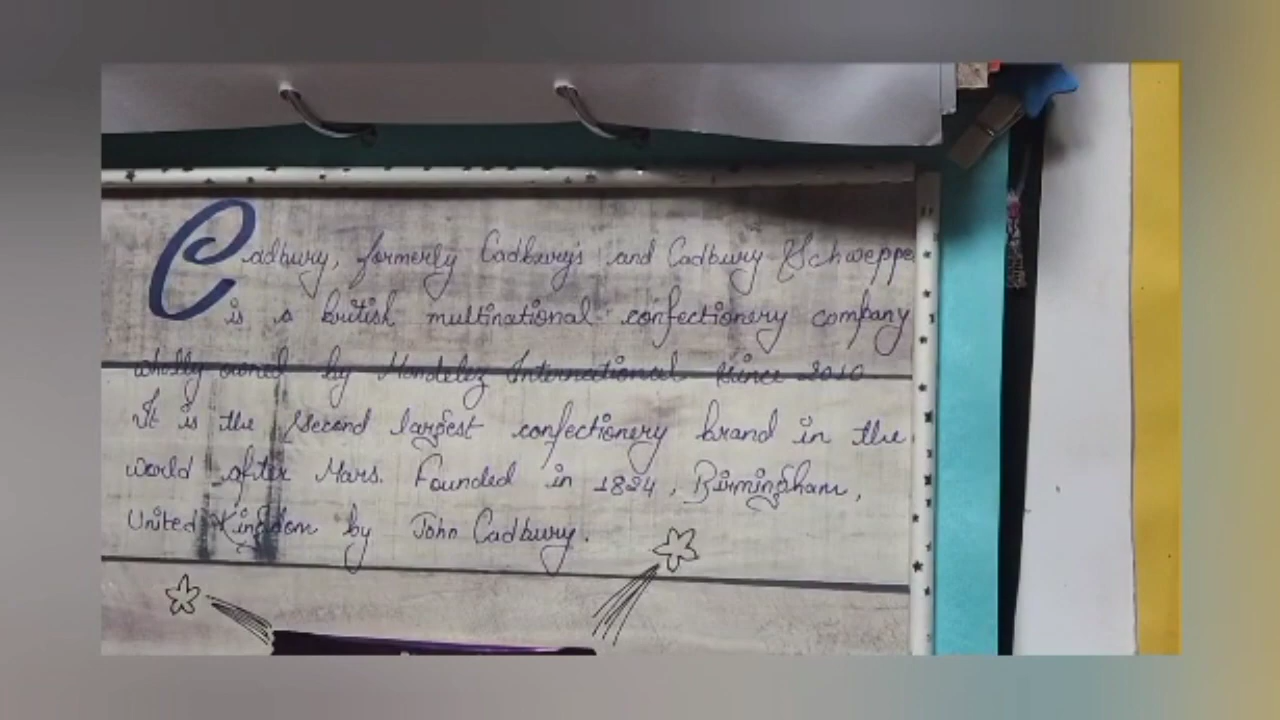 Cadbury, formerly Cadbury's and Cadbury Schweppe
is a british multinational confectionery company
wholly owned by Mondelez International since 2010.
It is the second largest confectionery brand in the
world after Mars. Founded in 1824, Birmingham,
United Kingdom by John Cadbury.